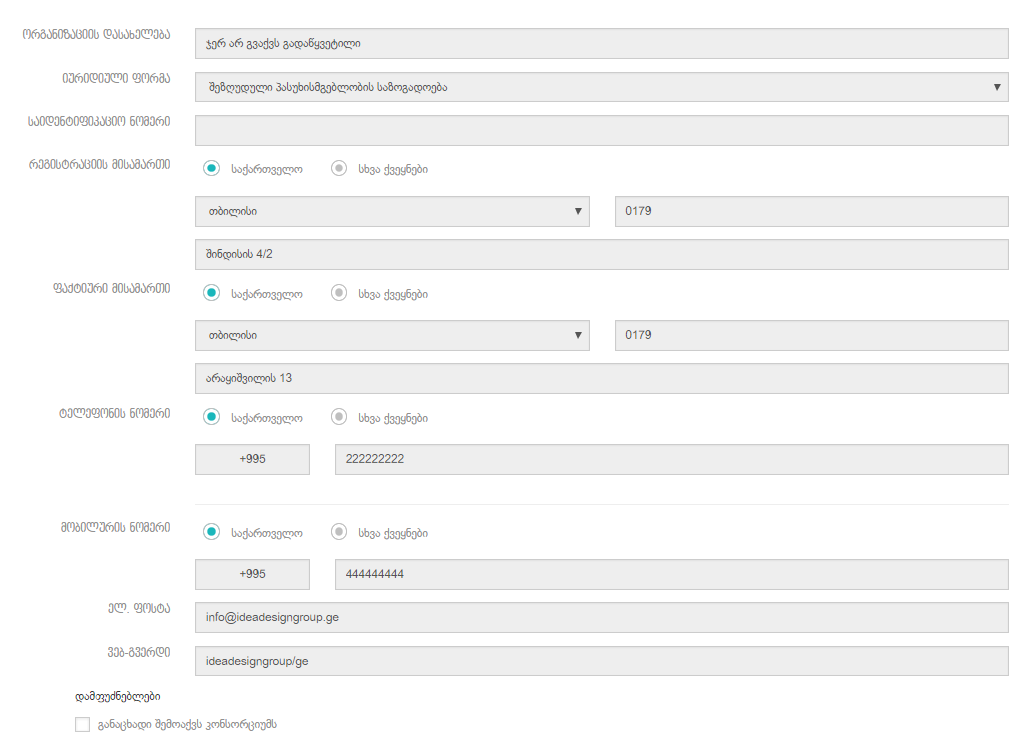 ორგანიზაციის დასახელება
ჯერ არ გვაქვს გადაწყვეტილი
იურიდიული ფორმა
შეზღუდული პასუხისმგებლობის საზოგადოება
საიდენტიფიკაციო ნომერი
რეგისტრაციის მისამართი
საქართველო სხვა ქვეყნები
თბილისი 0179
შინდისის 4/2
ფაქტიური მისამართი
საქართველო სხვა ქვეყნები
თბილისი 0179
არაყიშვილის 13
ტელეფონის ნომერი
საქართველო სხვა ქვეყნები
+995 222222222
მობილურის ნომერი
საქართველო სხვა ქვეყნები
+995 444444444
ელ. ფოსტა
info@ideadesigngroup.ge
ვებ-გვერდი
ideadesigngroup/ge
დამფუძნებლები
განაცხადი შემოაქვს კონსორციუმს